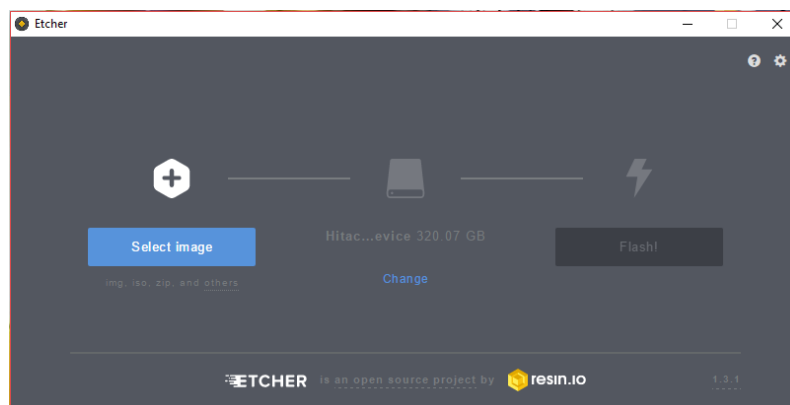 Etcher
Select image
img, iso, zip, and others
Hitac...evice 320.07 GB
Change
Flash!
ETCHER is an open source project by resin.io
1.3.1